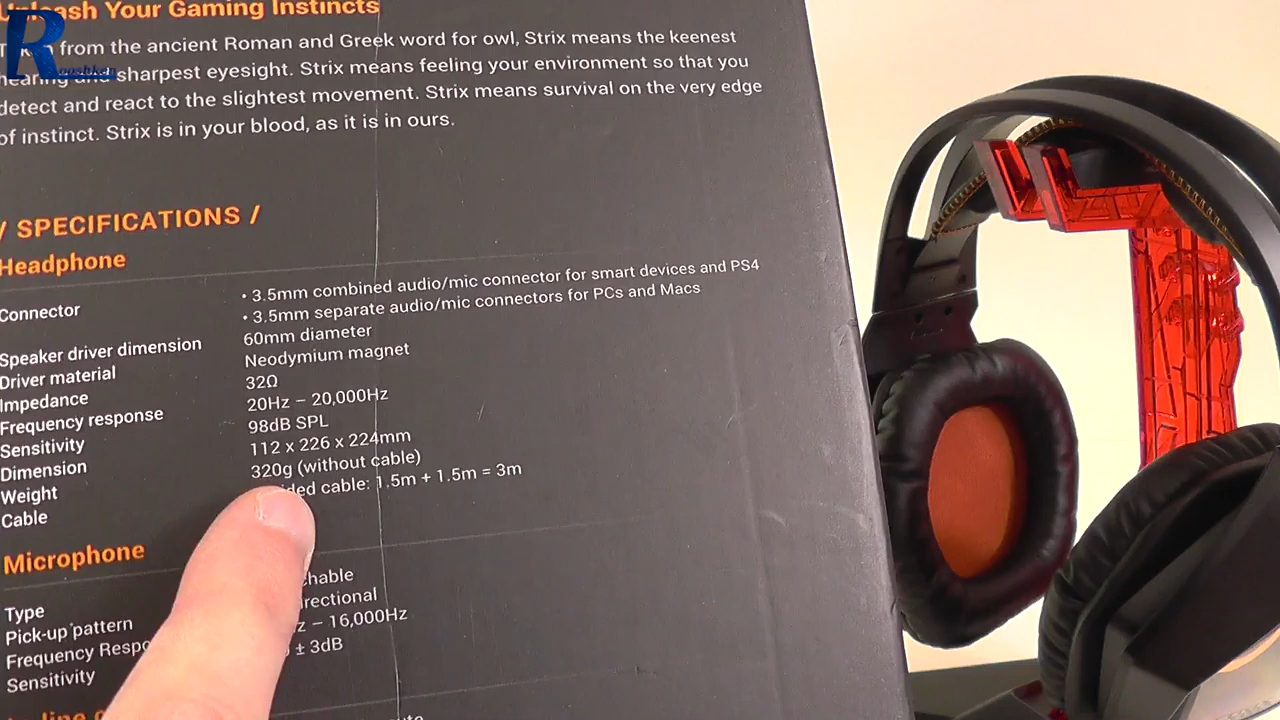 Unleash Your Gaming Instincts
from the ancient Roman and Greek word for owl, Strix means the keenest
hearing and sharpest eyesight. Strix means feeling your environment so that you
detect and react to the slightest movement. Strix means survival on the very edge
of instinct. Strix is in your blood, as it is in ours.
/ SPECIFICATIONS /
Headphone
Connector • 3.5mm combined audio/mic connector for smart devices and PS4
• 3.5mm separate audio/mic connectors for PCs and Macs
Speaker driver dimension 60mm diameter
Driver material Neodymium magnet
Impedance 32Ω
Frequency response 20Hz – 20,000Hz
Sensitivity 98dB SPL
Dimension 112 x 226 x 224mm
Weight 320g (without cable)
Cable cable: 1.5m + 1.5m = 3m
Microphone
Type
Pick-up pattern
Frequency – 16,000Hz
Sensitivity ± 3dB